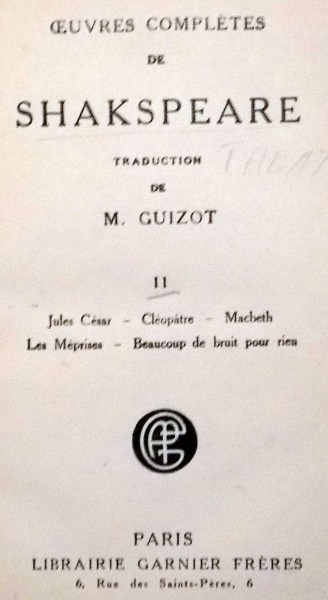 ŒUVRES COMPLÈTES
DE
SHAKSPEARE
TRADUCTION
DE
M. GUIZOT
II
Jules César – Cléopâtre – Macbeth
Les Méprises – Beaucoup de bruit pour rien
PARIS
LIBRAIRIE GARNIER FRÈRES
6, Rue des Saints-Pères, 6